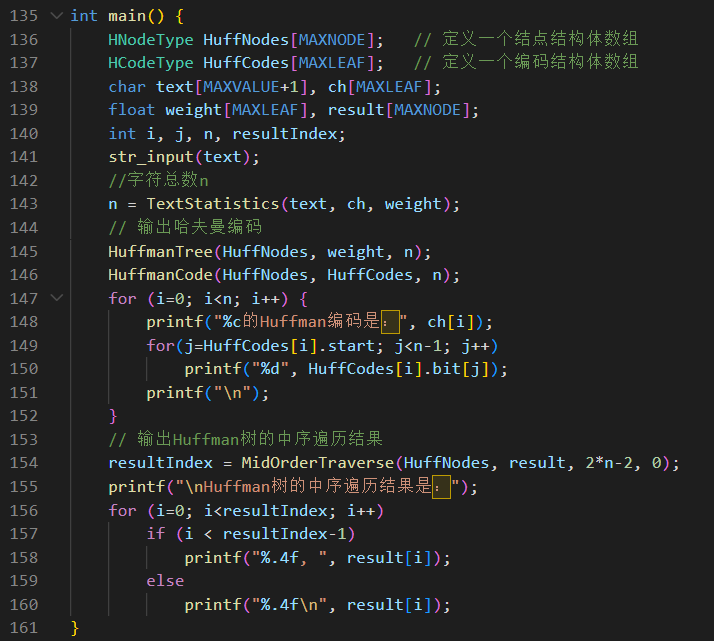 135 int main() {
136     HNodeType HuffNodes[MAXNODE];   // 定义一个结点结构体数组
137     HCodeType HuffCodes[MAXLEAF];   // 定义一个编码结构体数组
138     char text[MAXVALUE+1], ch[MAXLEAF];
139     float weight[MAXLEAF], result[MAXNODE];
140     int i, j, n, resultIndex;
141     str_input(text);
142     //字符总数n
143     n = TextStatistics(text, ch, weight);
144     // 输出哈夫曼编码
145     HuffmanTree(HuffNodes, weight, n);
146     HuffmanCode(HuffNodes, HuffCodes, n);
147     for (i=0; i<n; i++) {
148         printf("%c的Huffman编码是：", ch[i]);
149         for(j=HuffCodes[i].start; j<n-1; j++)
150             printf("%d", HuffCodes[i].bit[j]);
151         printf("\n");
152     }
153     // 输出Huffman树的中序遍历结果
154     resultIndex = MidOrderTraverse(HuffNodes, result, 2*n-2, 0);
155     printf("\nHuffman树的中序遍历结果是：");
156     for (i=0; i<resultIndex; i++)
157         if (i < resultIndex-1)
158             printf("%.4f, ", result[i]);
159         else
160             printf("%.4f\n", result[i]);
161 }